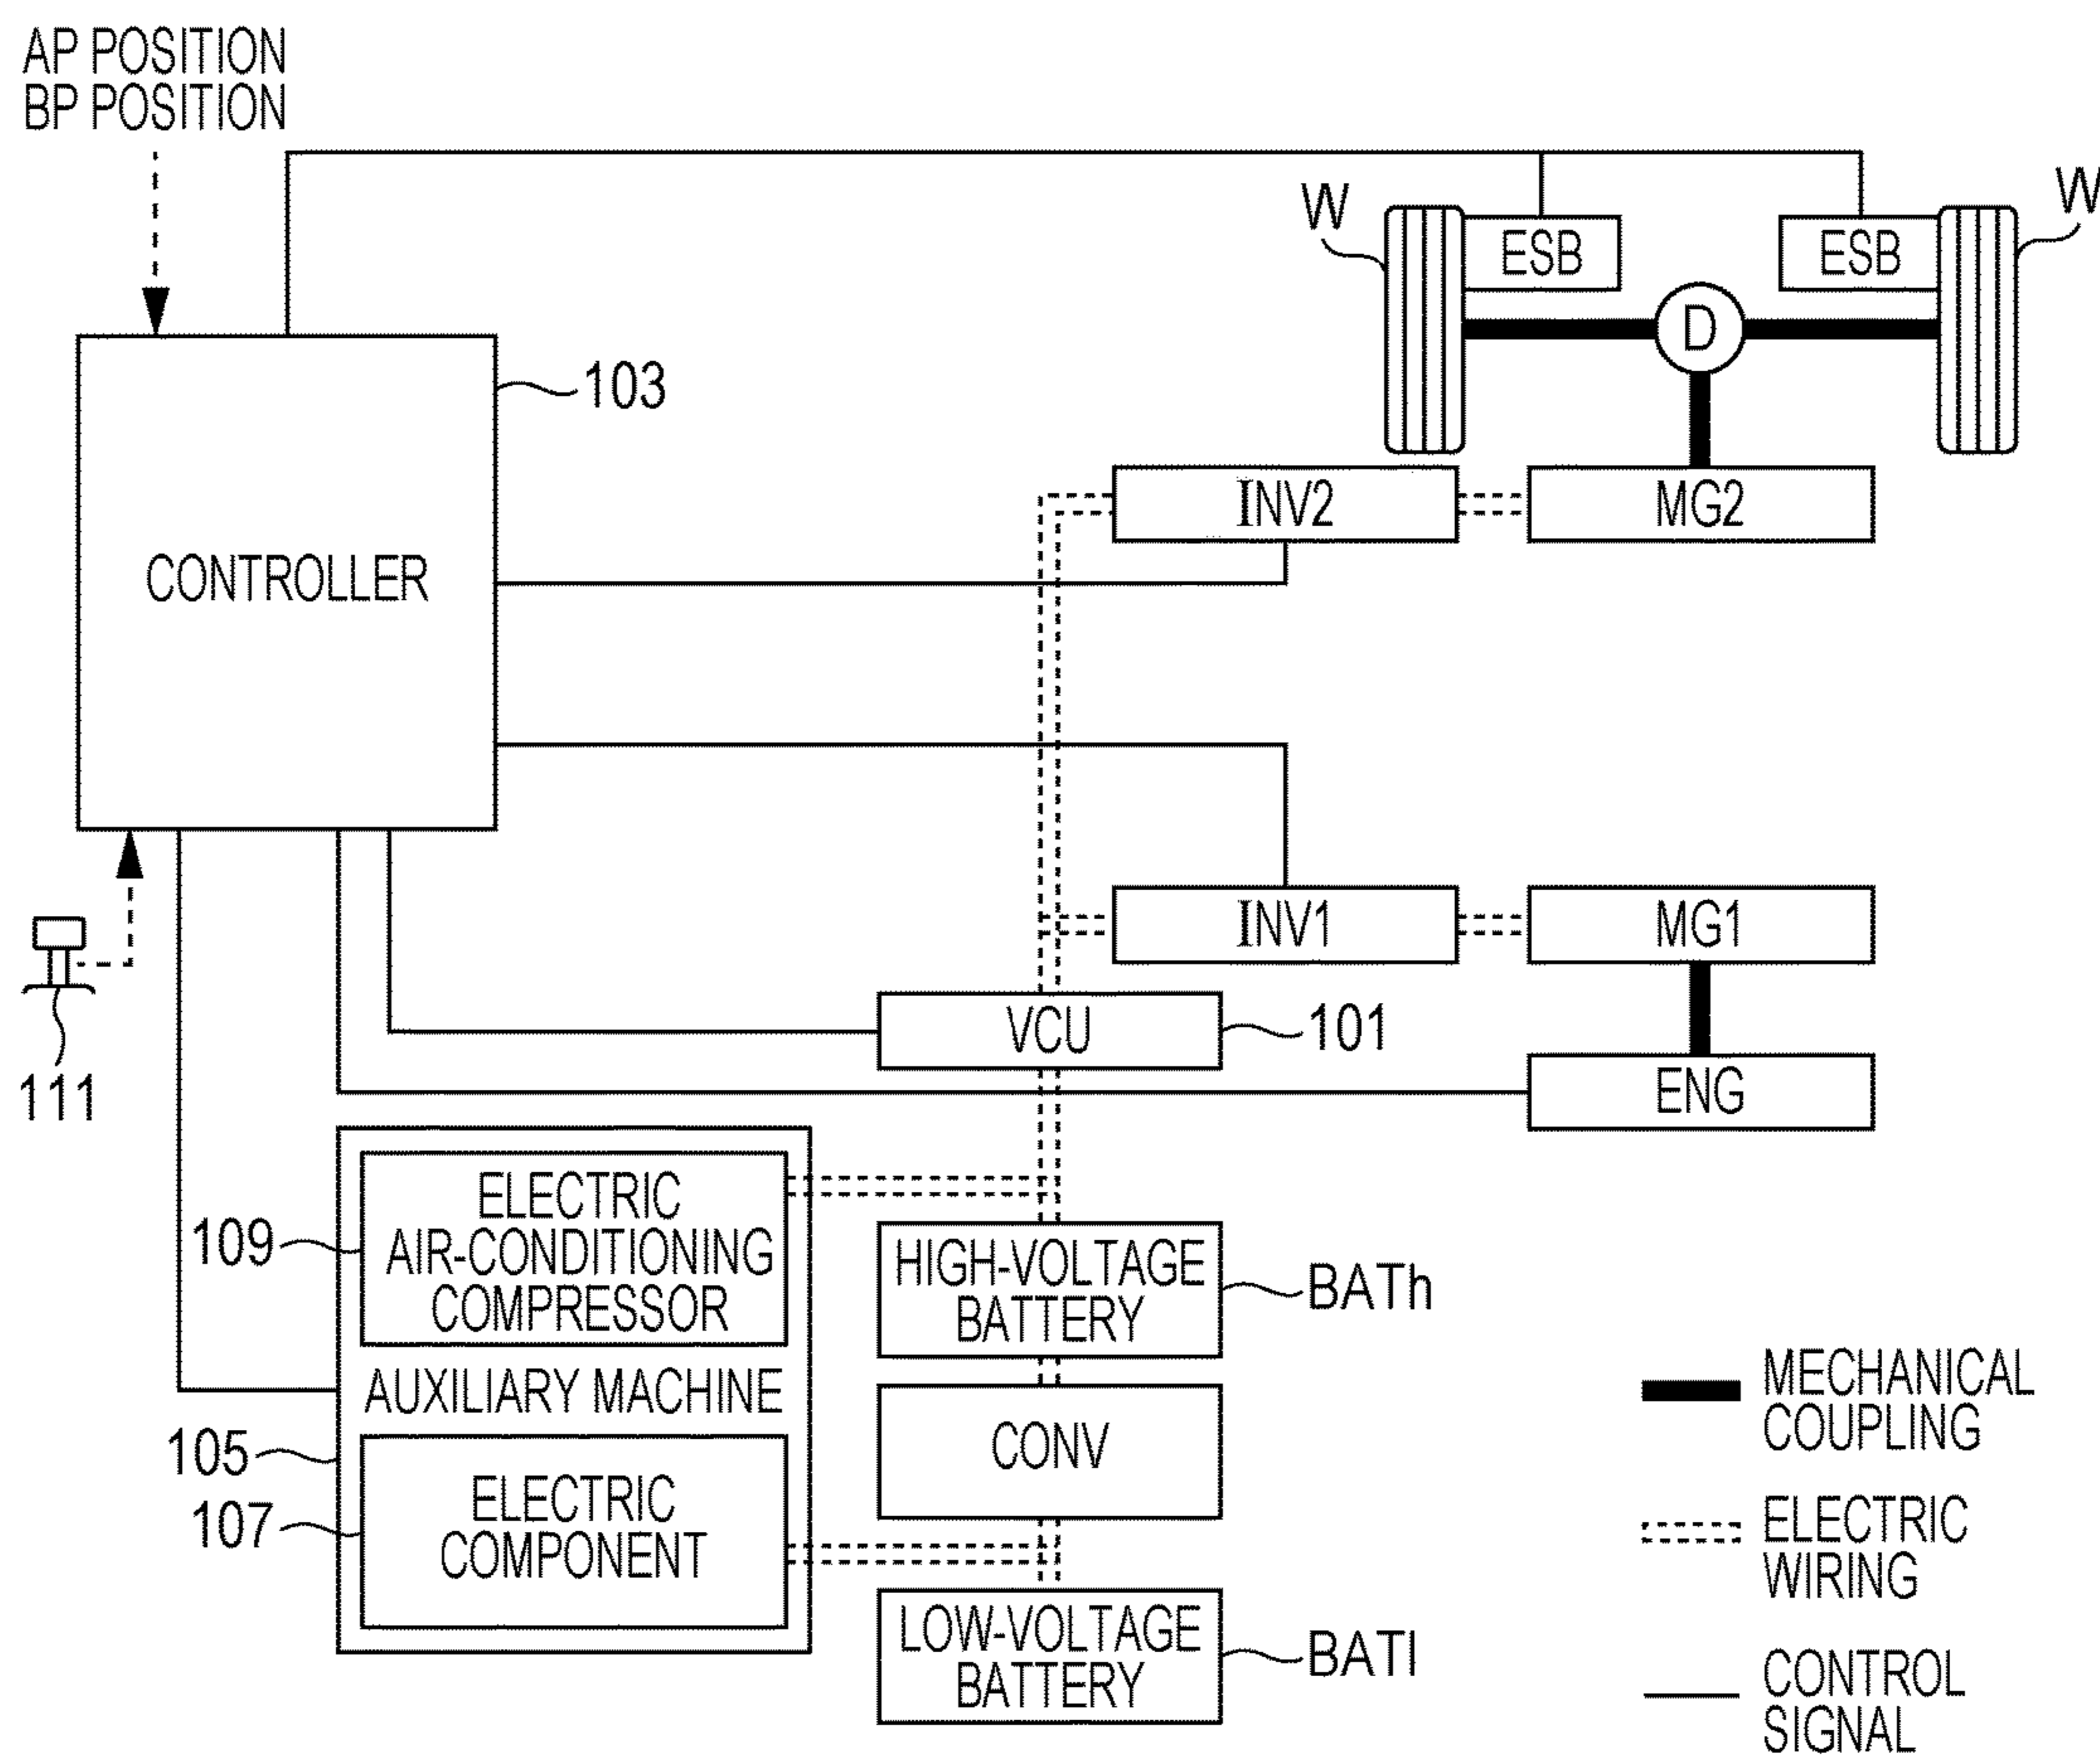 AP POSITION
BP POSITION
W
W
ESB
ESB
D
103
CONTROLLER
INV2
MG2
INV1
MG1
VCU
101
111
ENG
109
ELECTRIC
AIR-CONDITIONING
COMPRESSOR
HIGH-VOLTAGE
BATTERY
BATh
AUXILIARY MACHINE
105
107
ELECTRIC
COMPONENT
CONV
LOW-VOLTAGE
BATTERY
BATl
MECHANICAL
COUPLING
ELECTRIC
WIRING
CONTROL
SIGNAL